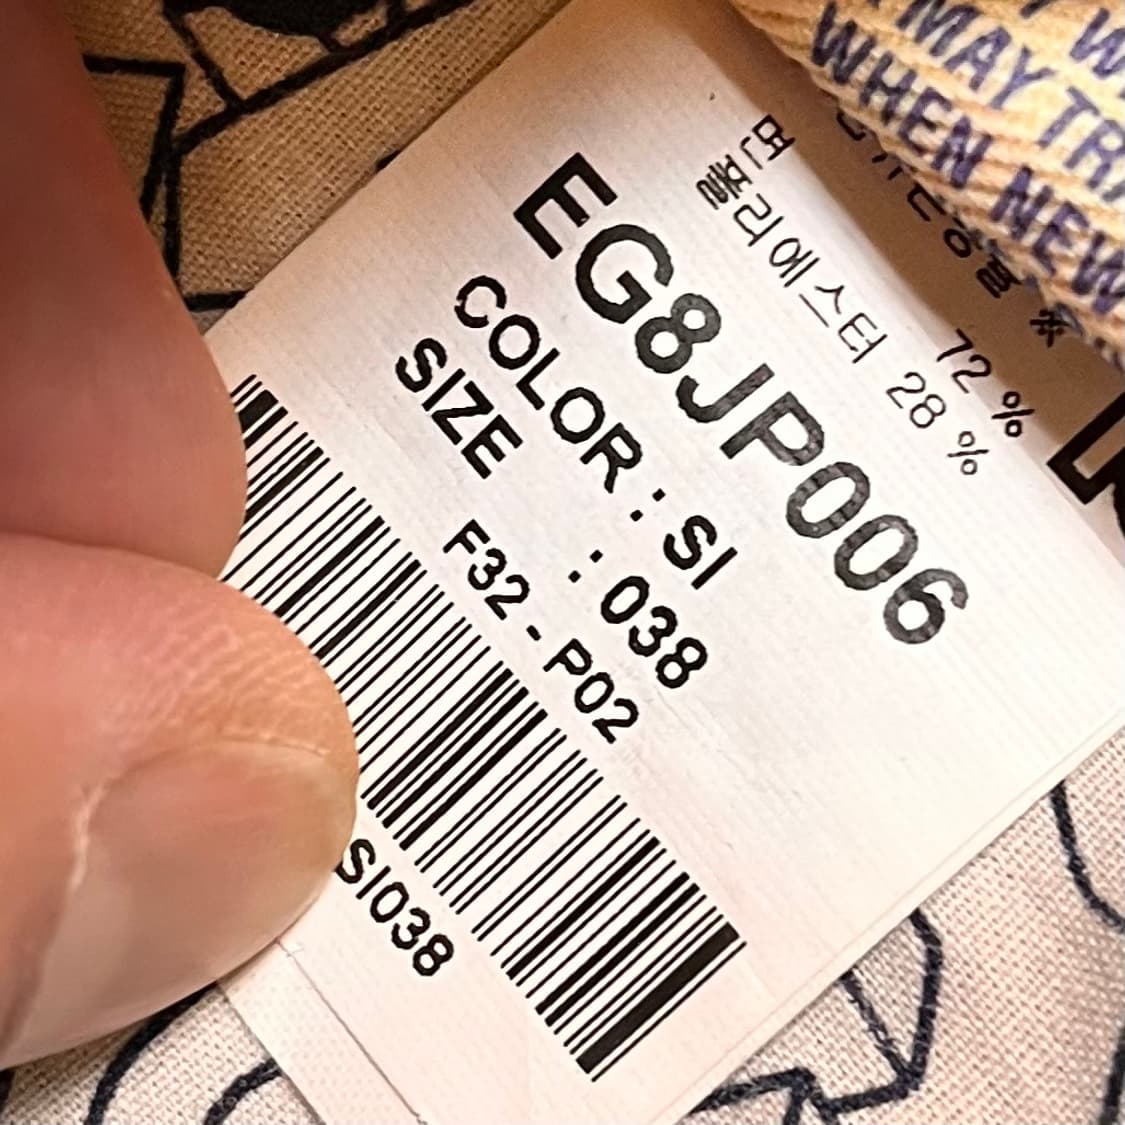 면 72 %
폴리에스터 28 %
EG8JP006
COLOR : SI
SIZE : 038
F32 - P02
SI038
MAY TR
WHEN NEW